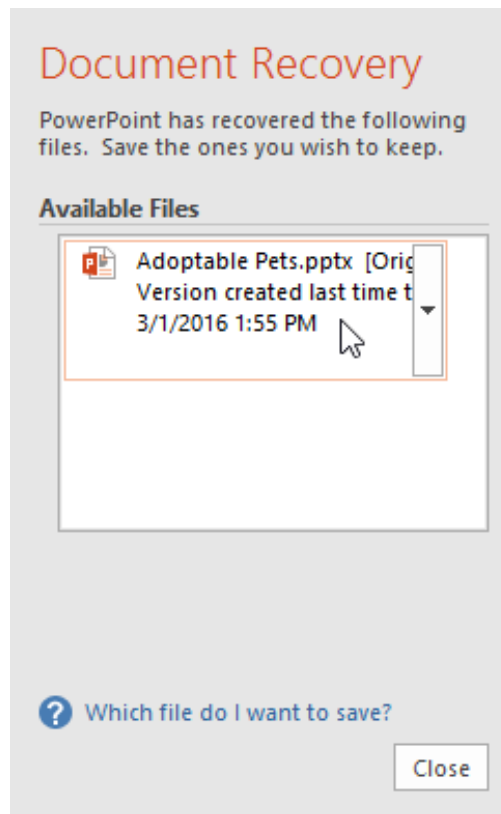 Document Recovery
PowerPoint has recovered the following
files. Save the ones you wish to keep.
Available Files
Adoptable Pets.pptx [Orig
Version created last time t
3/1/2016 1:55 PM
Which file do I want to save?
Close